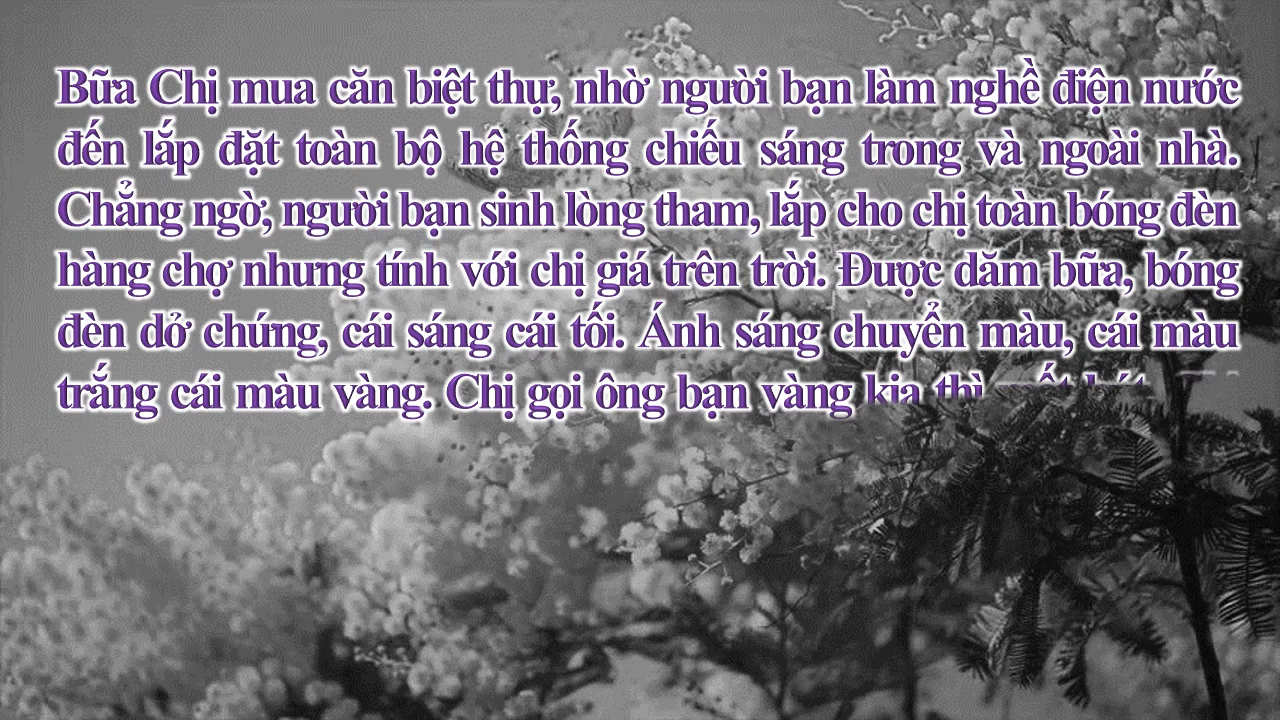 Bữa Chị mua căn biệt thự, nhờ người bạn làm nghề điện nước
đến lắp đặt toàn bộ hệ thống chiếu sáng trong và ngoài nhà.
Chẳng ngờ, người bạn sinh lòng tham, lắp cho chị toàn bóng đèn
hàng chợ nhưng tính với chị giá trên trời. Được dăm bữa, bóng
đèn dở chứng, cái sáng cái tối. Ánh sáng chuyển màu, cái màu
trắng cái màu vàng. Chị gọi ông bạn vàng kia thì